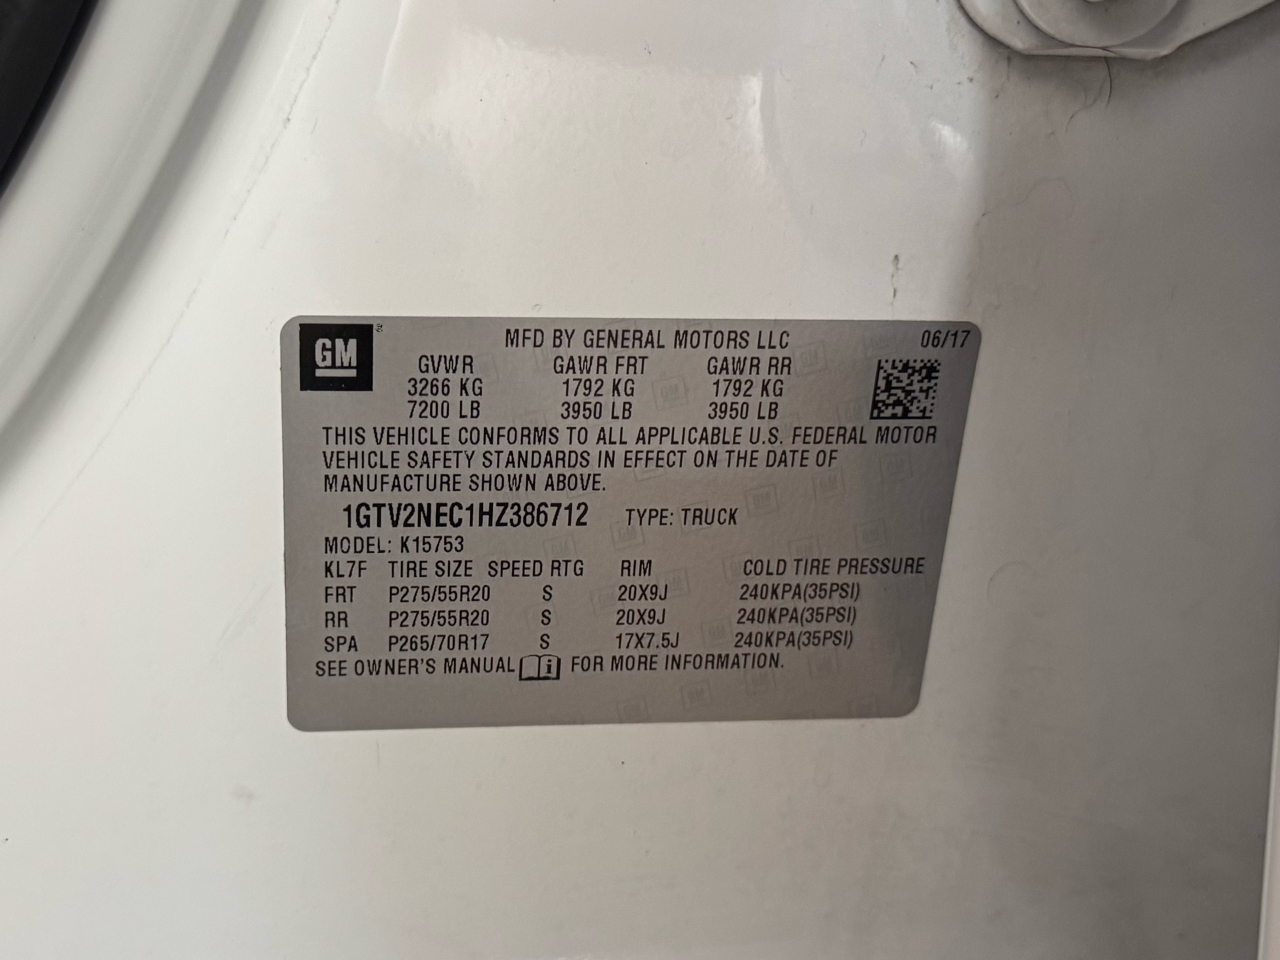 GM
MFD BY GENERAL MOTORS LLC 06/17
GVWR GAWR FRT GAWR RR
3266 KG 1792 KG 1792 KG
7200 LB 3950 LB 3950 LB
THIS VEHICLE CONFORMS TO ALL APPLICABLE U.S. FEDERAL MOTOR
VEHICLE SAFETY STANDARDS IN EFFECT ON THE DATE OF
MANUFACTURE SHOWN ABOVE.
1GTV2NEC1HZ386712 TYPE: TRUCK
MODEL: K15753
KL7F TIRE SIZE SPEED RTG RIM COLD TIRE PRESSURE
FRT P275/55R20 S 20X9J 240KPA(35PSI)
RR P275/55R20 S 20X9J 240KPA(35PSI)
SPA P265/70R17 S 17X7.5J 240KPA(35PSI)
SEE OWNER'S MANUAL FOR MORE INFORMATION.